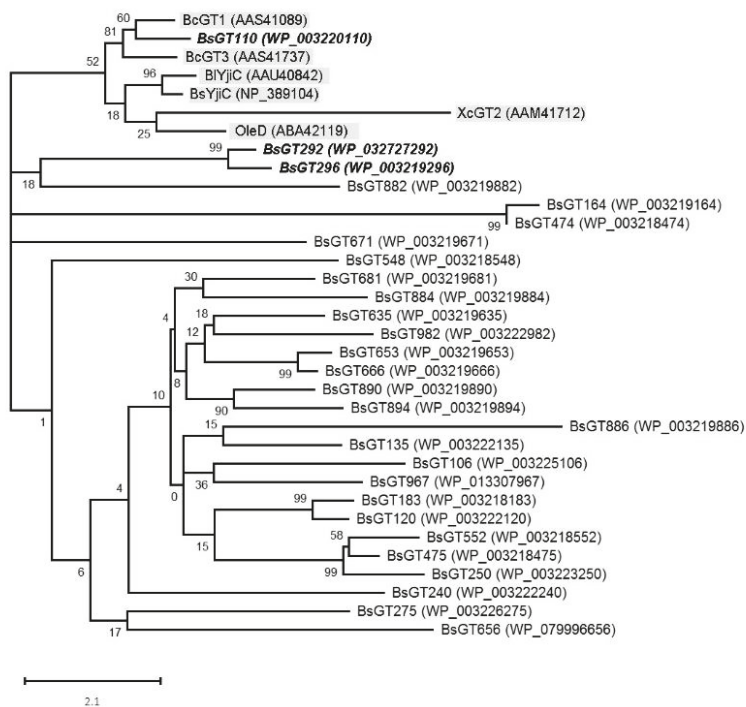 60
BcGT1 (AAS41089)
81
BsGT110 (WP_003220110)
52
BcGT3 (AAS41737)
96
BlYjiC (AAU40842)
BsYjiC (NP_389104)
18
XcGT2 (AAM41712)
25
OleD (ABA42119)
99
BsGT292 (WP_032727292)
BsGT296 (WP_003219296)
18
BsGT882 (WP_003219882)
BsGT164 (WP_003219164)
99
BsGT474 (WP_003218474)
BsGT671 (WP_003219671)
BsGT548 (WP_003218548)
30
BsGT681 (WP_003219681)
BsGT884 (WP_003219884)
4
18
BsGT635 (WP_003219635)
12
BsGT982 (WP_003222982)
BsGT653 (WP_003219653)
99
BsGT666 (WP_003219666)
8
BsGT890 (WP_003219890)
10
90
BsGT894 (WP_003219894)
1
15
BsGT886 (WP_003219886)
BsGT135 (WP_003222135)
BsGT106 (WP_003225106)
36
BsGT967 (WP_013307967)
4
0
99
BsGT183 (WP_003218183)
BsGT120 (WP_003222120)
58
BsGT552 (WP_003218552)
15
BsGT475 (WP_003218475)
99
BsGT250 (WP_003223250)
6
BsGT240 (WP_003222240)
BsGT275 (WP_003226275)
17
BsGT656 (WP_079996656)
2.1